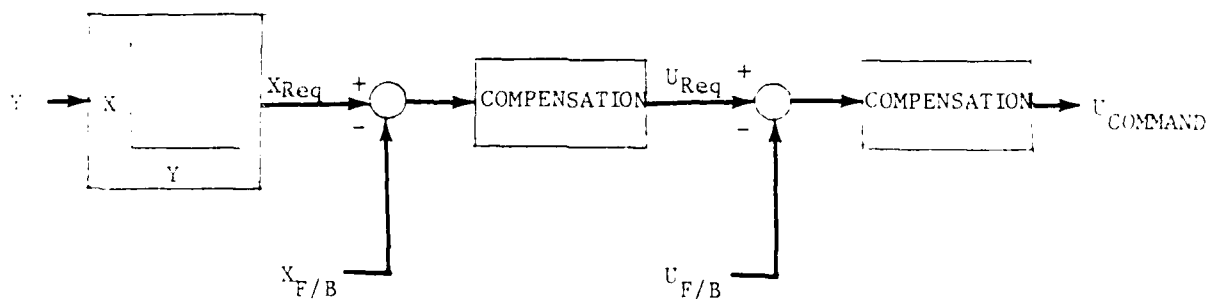 Y
X
Y
X_Req
+
-
COMPENSATION
U_Req
+
-
COMPENSATION
U_COMMAND
X_F/B
U_F/B